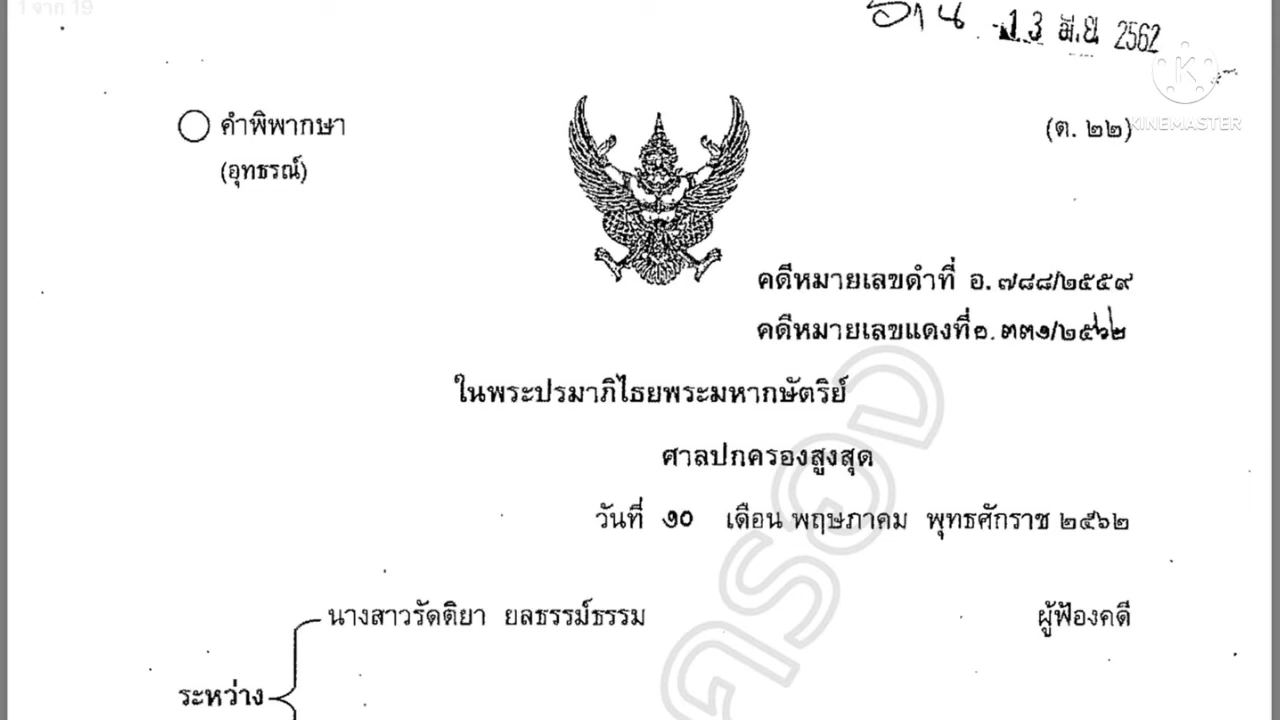 1 จาก 19
อ่าน 13 มิ.ย 2562
KINEMASTER
คำพิพากษา
(ต. ๒๒)
(อุทธรณ์)
คดีหมายเลขดำที่ อ. ๗๘๘/๒๕๕๙
คดีหมายเลขแดงที่ อ. ๓๓๑/๒๕๖๒
ในพระปรมาภิไธยพระมหากษัตริย์
ศาลปกครองสูงสุด
วันที่ ๑๐ เดือน พฤษภาคม พุทธศักราช ๒๕๖๒
นางสาวรัดติยา ยลธรรม์ธรรม ผู้ฟ้องคดี
ระหว่าง